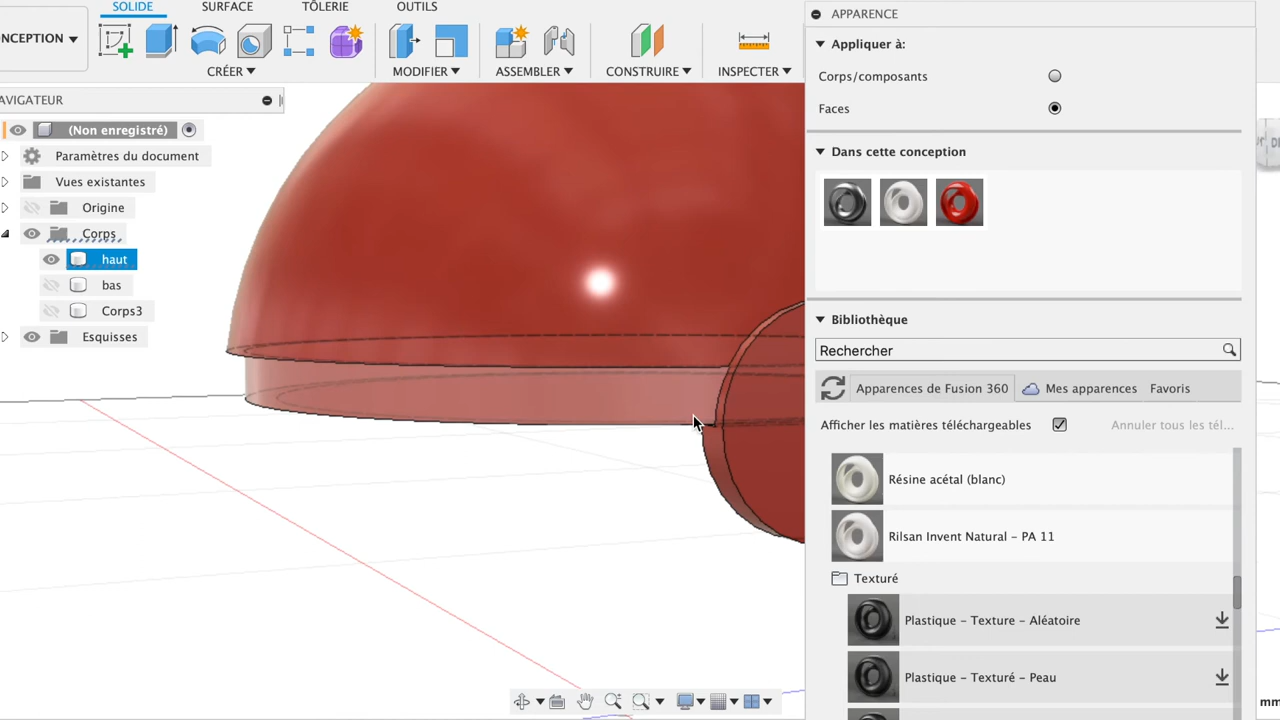 SOLIDE SURFACE TÔLERIE OUTILS
NCEPTION
CRÉER MODIFIER ASSEMBLER CONSTRUIRE INSPECTER
AVIGATEUR
(Non enregistré)
Paramètres du document
Vues existantes
Origine
Corps
haut
bas
Corps3
Esquisses
APPARENCE
Appliquer à:
Corps/composants
Faces
Dans cette conception
Bibliothèque
Rechercher
Apparences de Fusion 360 Mes apparences Favoris
Afficher les matières téléchargeables Annuler tous les tél...
Résine acétal (blanc)
Rilsan Invent Natural – PA 11
Texturé
Plastique – Texture – Aléatoire
Plastique – Texturé – Peau
mm